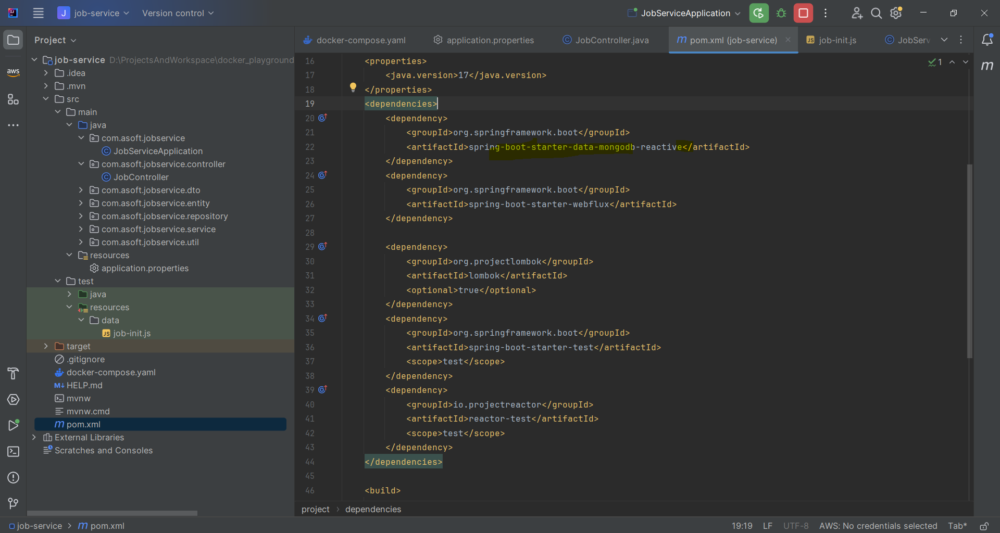 J job-service Version control JobServiceApplication
Project
docker-compose.yaml application.properties JobController.java m pom.xml (job-service) JS job-init.js JobServ
aws
job-service D:\ProjectsAndWorkspace\docker_playground
.idea
.mvn
src
main
java
com.asoft.jobservice
JobServiceApplication
com.asoft.jobservice.controller
JobController
com.asoft.jobservice.dto
com.asoft.jobservice.entity
com.asoft.jobservice.repository
com.asoft.jobservice.service
com.asoft.jobservice.util
resources
application.properties
test
java
resources
data
JS job-init.js
target
.gitignore
docker-compose.yaml
M↓ HELP.md
mvnw
mvnw.cmd
m pom.xml
External Libraries
Scratches and Consoles
16 <properties>
17 <java.version>17</java.version>
18 </properties>
19 <dependencies>
20 <dependency>
21 <groupId>org.springframework.boot</groupId>
22 <artifactId>spring-boot-starter-data-mongodb-reactive</artifactId>
23 </dependency>
24 <dependency>
25 <groupId>org.springframework.boot</groupId>
26 <artifactId>spring-boot-starter-webflux</artifactId>
27 </dependency>
28
29 <dependency>
30 <groupId>org.projectlombok</groupId>
31 <artifactId>lombok</artifactId>
32 <optional>true</optional>
33 </dependency>
34 <dependency>
35 <groupId>org.springframework.boot</groupId>
36 <artifactId>spring-boot-starter-test</artifactId>
37 <scope>test</scope>
38 </dependency>
39 <dependency>
40 <groupId>io.projectreactor</groupId>
41 <artifactId>reactor-test</artifactId>
42 <scope>test</scope>
43 </dependency>
44 </dependencies>
45
46 <build>
1
m
project > dependencies
job-service > m pom.xml 19:19 LF UTF-8 AWS: No credentials selected Tab*